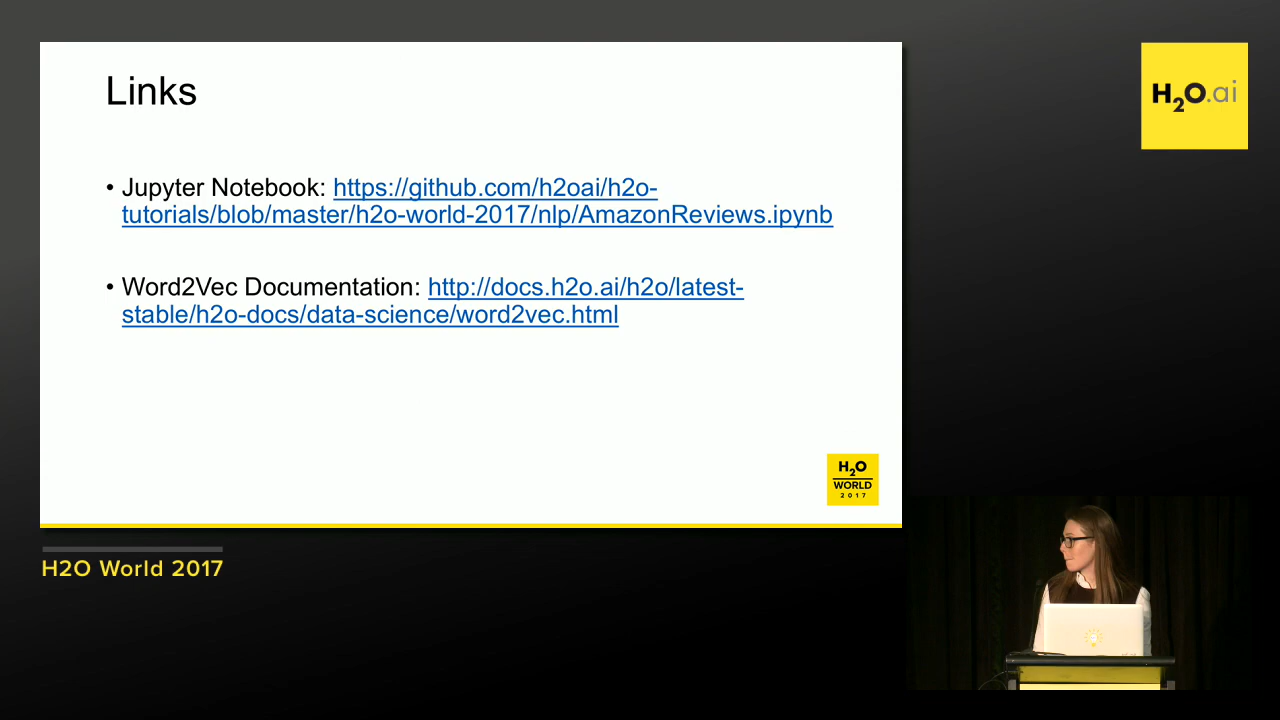 Links
• Jupyter Notebook: https://github.com/h2oai/h2o-
tutorials/blob/master/h2o-world-2017/nlp/AmazonReviews.ipynb
• Word2Vec Documentation: http://docs.h2o.ai/h2o/latest-
stable/h2o-docs/data-science/word2vec.html
H2O
WORLD
2017
H2O.ai
H2O World 2017